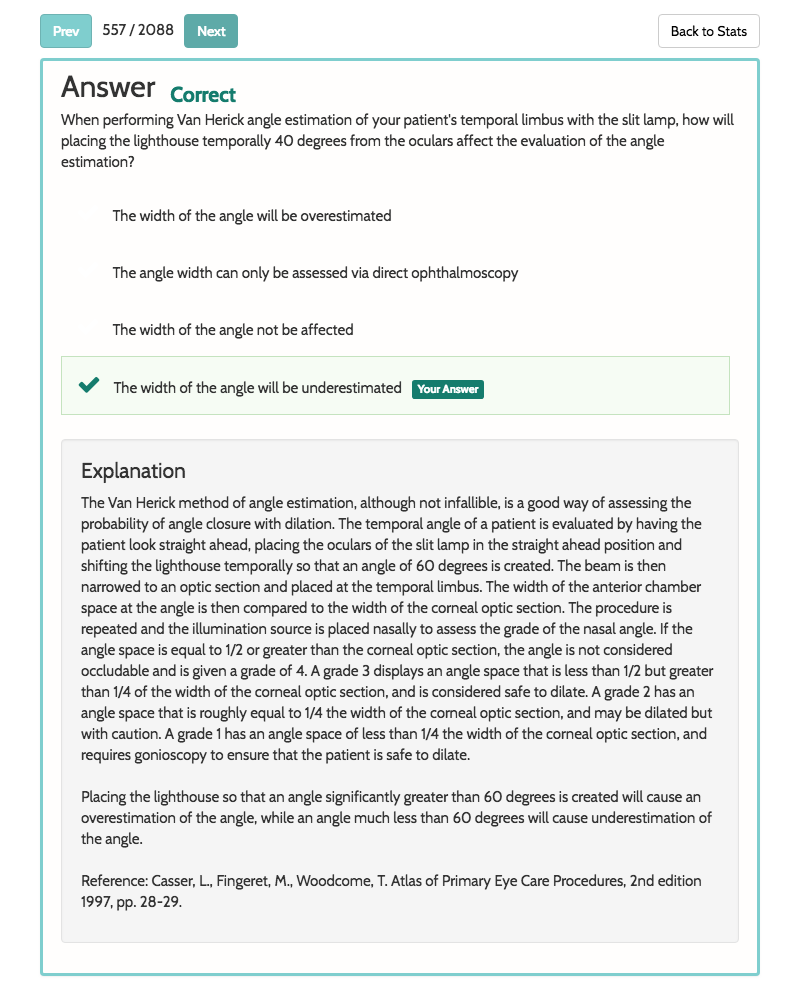 Prev 557 / 2088 Next Back to Stats
Answer Correct
When performing Van Herick angle estimation of your patient's temporal limbus with the slit lamp, how will
placing the lighthouse temporally 40 degrees from the oculars affect the evaluation of the angle
estimation?
The width of the angle will be overestimated
The angle width can only be assessed via direct ophthalmoscopy
The width of the angle not be affected
The width of the angle will be underestimated Your Answer
Explanation
The Van Herick method of angle estimation, although not infallible, is a good way of assessing the
probability of angle closure with dilation. The temporal angle of a patient is evaluated by having the
patient look straight ahead, placing the oculars of the slit lamp in the straight ahead position and
shifting the lighthouse temporally so that an angle of 60 degrees is created. The beam is then
narrowed to an optic section and placed at the temporal limbus. The width of the anterior chamber
space at the angle is then compared to the width of the corneal optic section. The procedure is
repeated and the illumination source is placed nasally to assess the grade of the nasal angle. If the
angle space is equal to 1/2 or greater than the corneal optic section, the angle is not considered
occludable and is given a grade of 4. A grade 3 displays an angle space that is less than 1/2 but greater
than 1/4 of the width of the corneal optic section, and is considered safe to dilate. A grade 2 has an
angle space that is roughly equal to 1/4 the width of the corneal optic section, and may be dilated but
with caution. A grade 1 has an angle space of less than 1/4 the width of the corneal optic section, and
requires gonioscopy to ensure that the patient is safe to dilate.
Placing the lighthouse so that an angle significantly greater than 60 degrees is created will cause an
overestimation of the angle, while an angle much less than 60 degrees will cause underestimation of
the angle.
Reference: Casser, L., Fingeret, M., Woodcome, T. Atlas of Primary Eye Care Procedures, 2nd edition
1997, pp. 28-29.